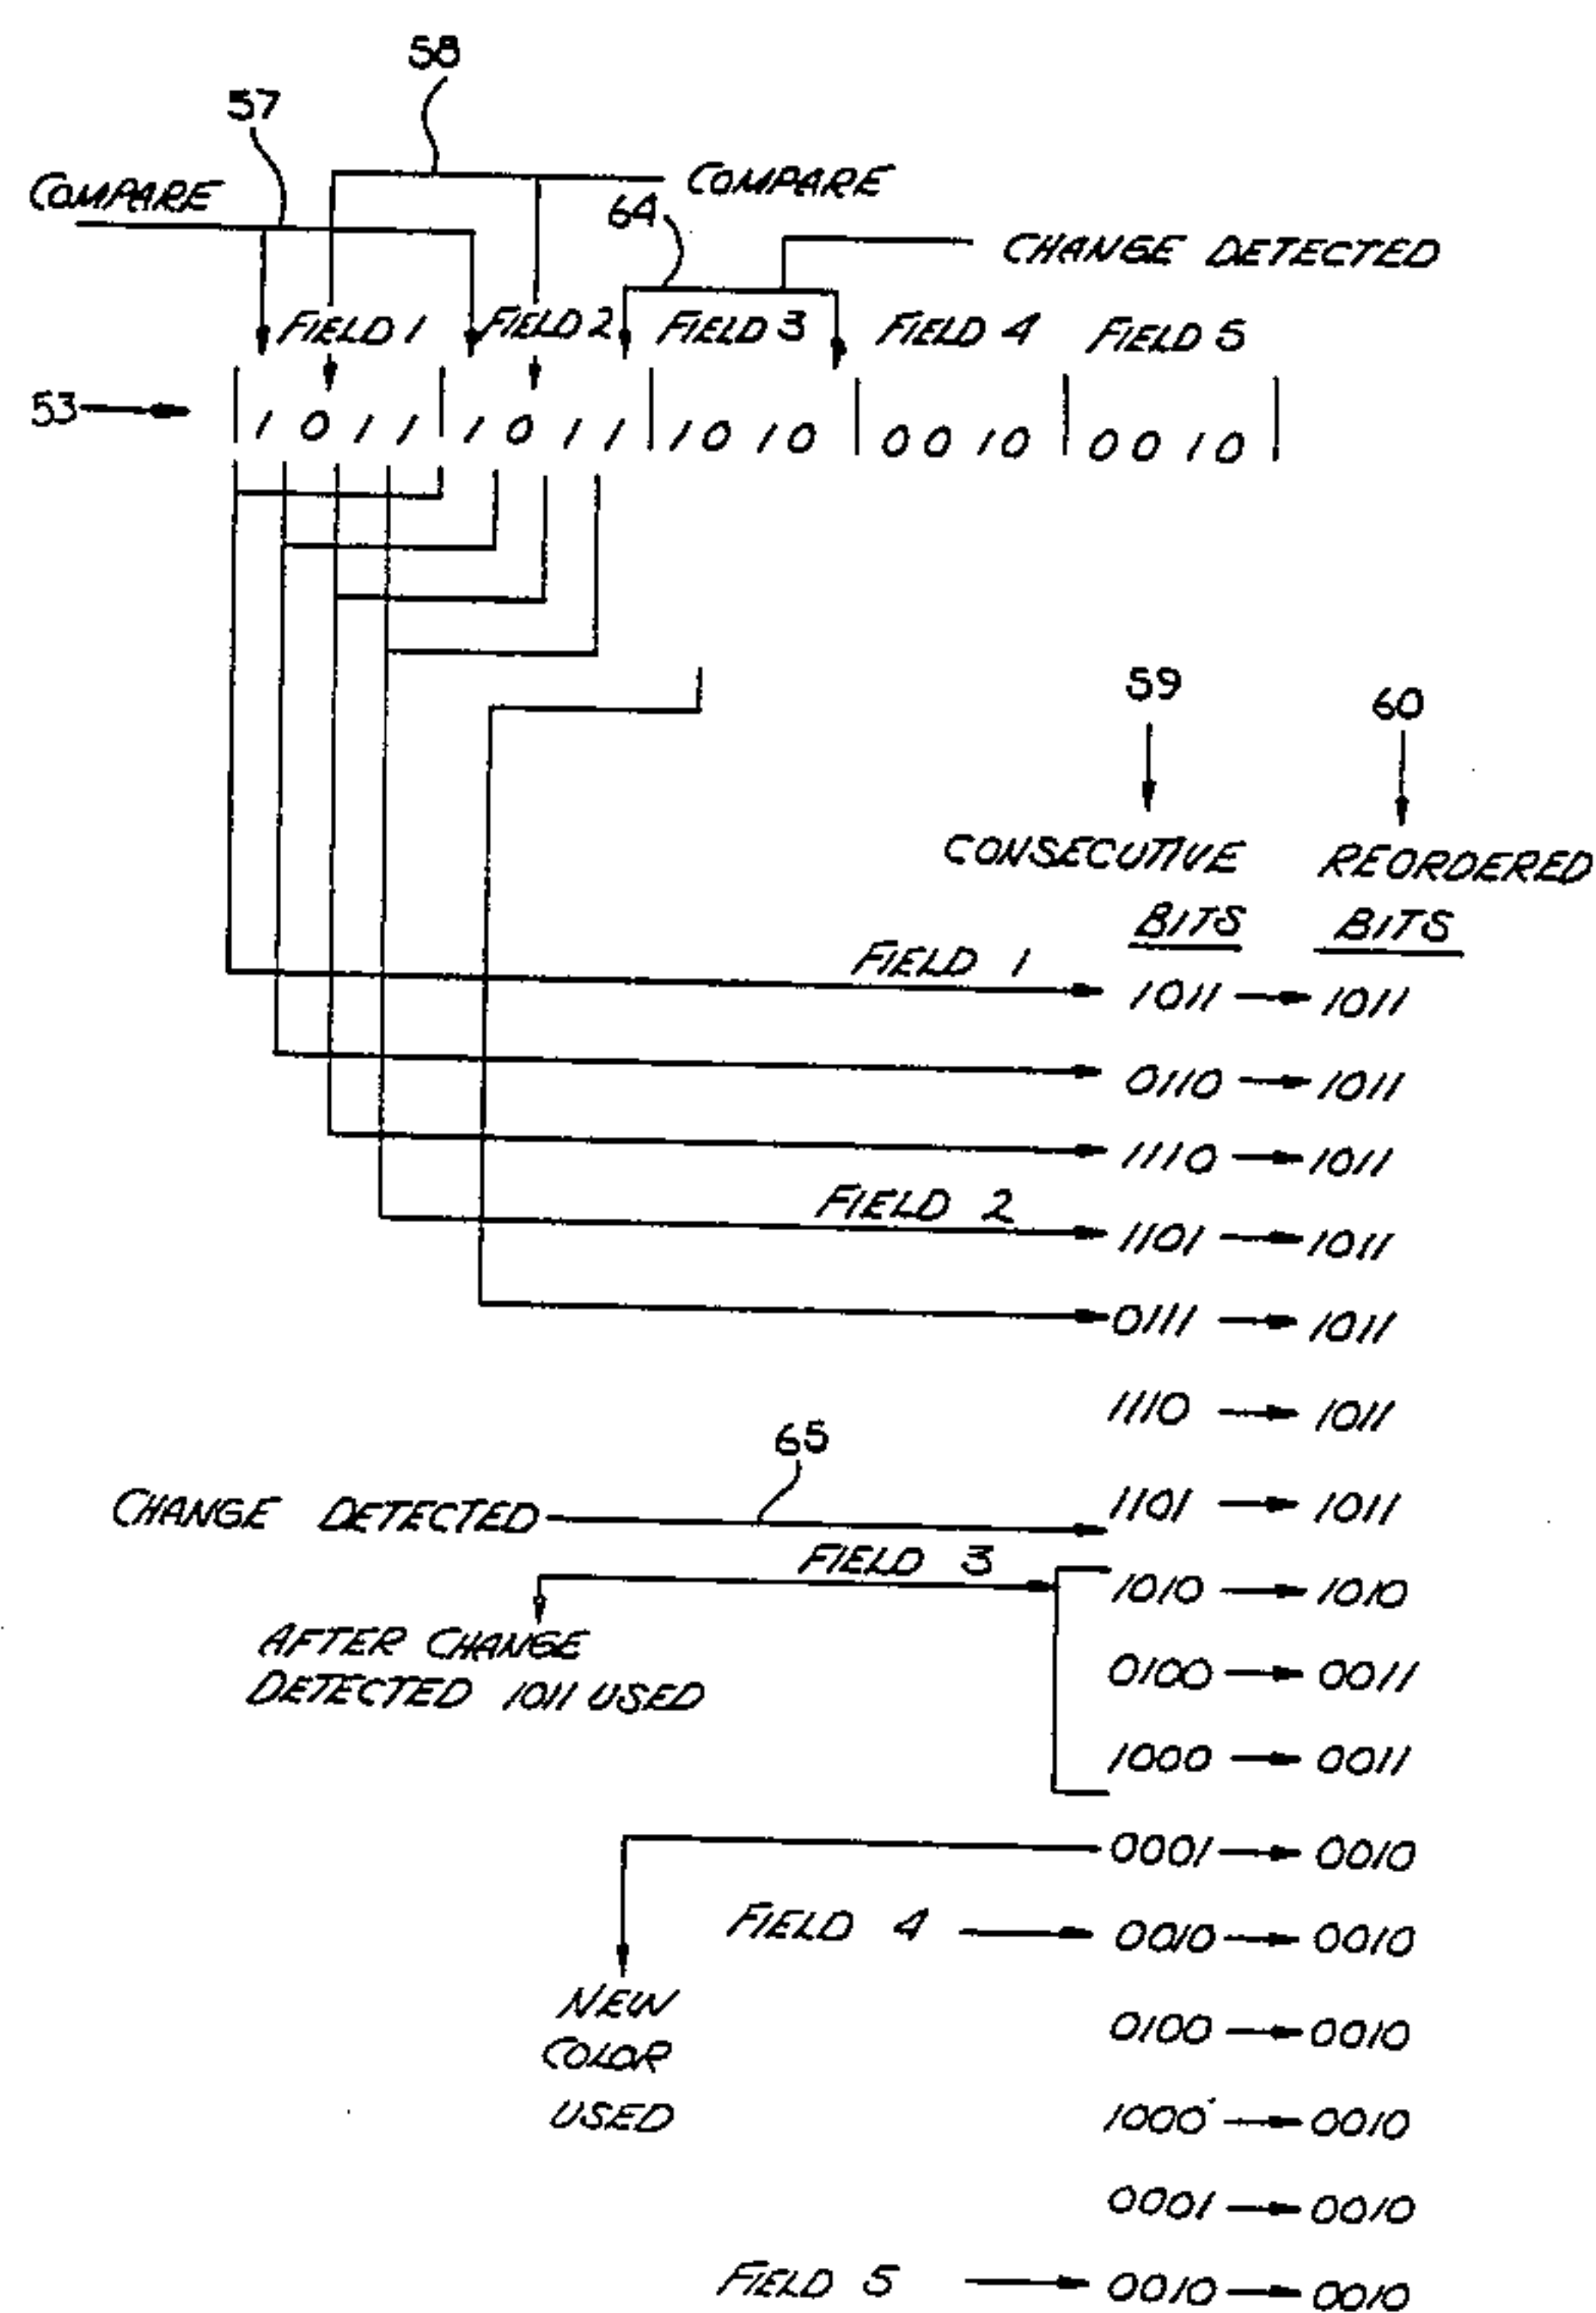 58
57
COMPARE
COMPARE
64
CHANGE DETECTED
FIELD 1 FIELD 2 FIELD 3 FIELD 4 FIELD 5
53
1 0 1 1 1 0 1 1 1 0 1 0 0 0 1 0 0 0 1 0
59
60
CONSECUTIVE BITS
REORDERED BITS
FIELD 1
1011 1011
0110 1011
1110 1011
FIELD 2
1101 1011
0111 1011
1110 1011
65
CHANGE DETECTED
1101 1011
FIELD 3
1010 1010
AFTER CHANGE
DETECTED 1011 USED
0100 0011
1000 0011
0001 0010
FIELD 4 0010 0010
NEW
COLOR
USED
0100 0010
1000 0010
0001 0010
FIELD 5 0010 0010